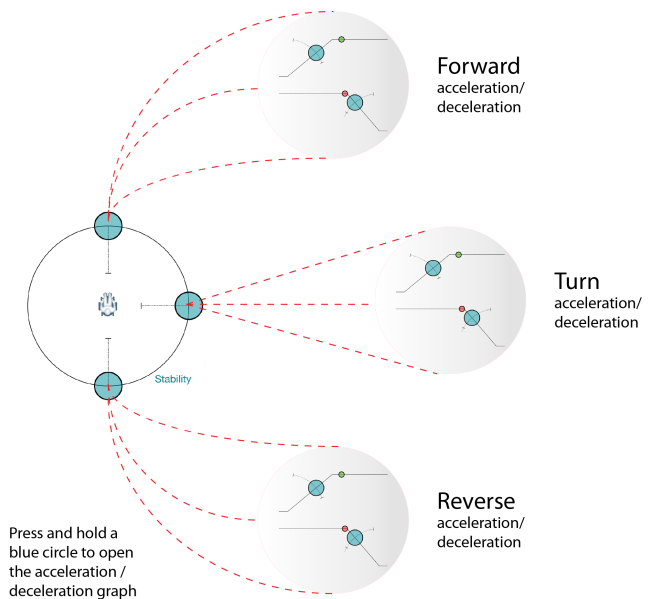 Forward
acceleration/
deceleration
Turn
acceleration/
deceleration
Stability
Reverse
acceleration/
deceleration
Press and hold a
blue circle to open
the acceleration /
deceleration graph